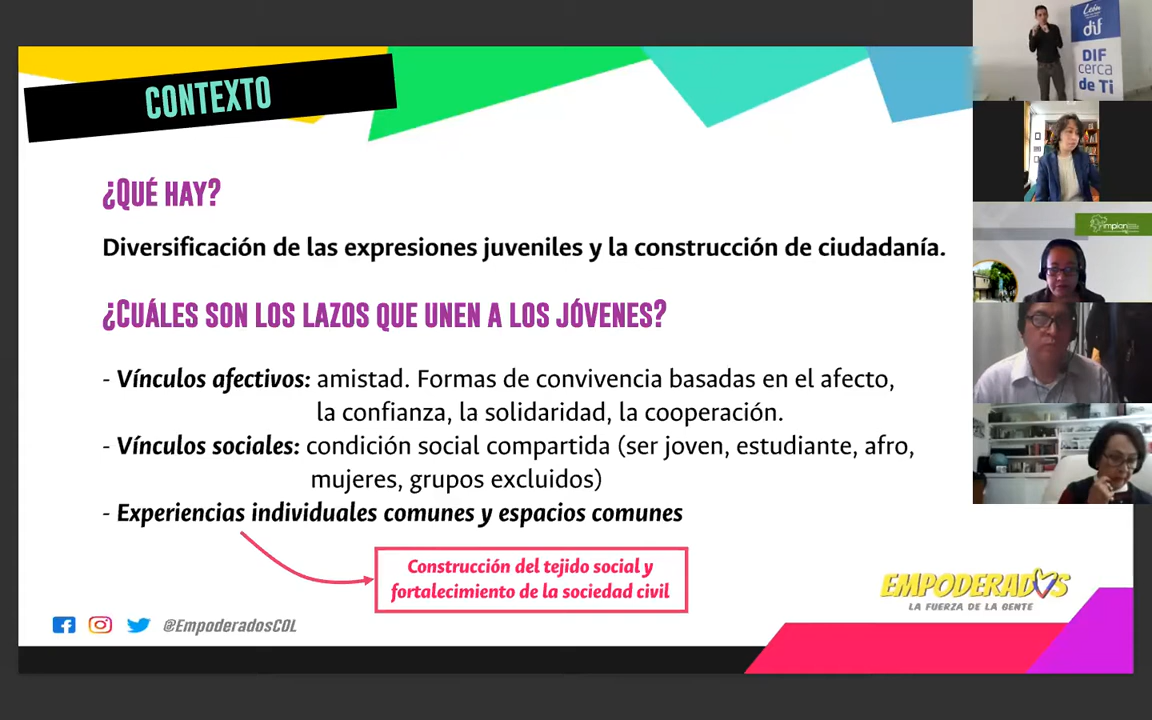 CONTEXTO
¿QUÉ HAY?
Diversificación de las expresiones juveniles y la construcción de ciudadanía.
¿CUÁLES SON LOS LAZOS QUE UNEN A LOS JÓVENES?
- Vínculos afectivos: amistad. Formas de convivencia basadas en el afecto,
la confianza, la solidaridad, la cooperación.
- Vínculos sociales: condición social compartida (ser joven, estudiante, afro,
mujeres, grupos excluidos)
- Experiencias individuales comunes y espacios comunes
Construcción del tejido social y
fortalecimiento de la sociedad civil
@EmpoderadosCOL
EMPODERADOS
LA FUERZA DE LA GENTE
León
dif
DIF
cerca
de Ti
implan